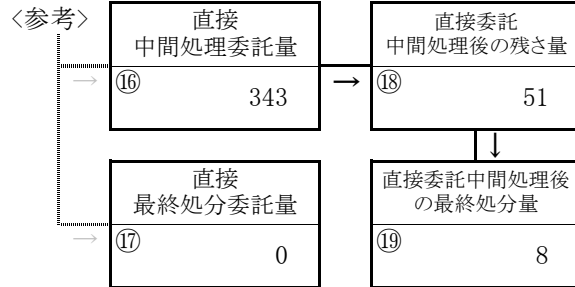 〈参考〉
直接
中間処理委託量
⑯
343
→
直接委託
中間処理後の残さ量
⑱
51
→
↓
直接
最終処分委託量
⑰
0
→
直接委託中間処理後
の最終処分量
⑲
8